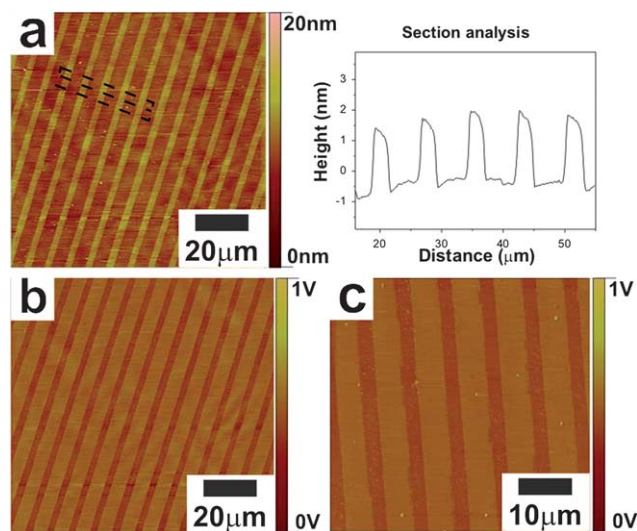 a
20nm
0nm
20μm
Section analysis
Height (nm)
3
2
1
0
-1
20
30
40
50
Distance (μm)
b
1V
0V
20μm
c
1V
0V
10μm